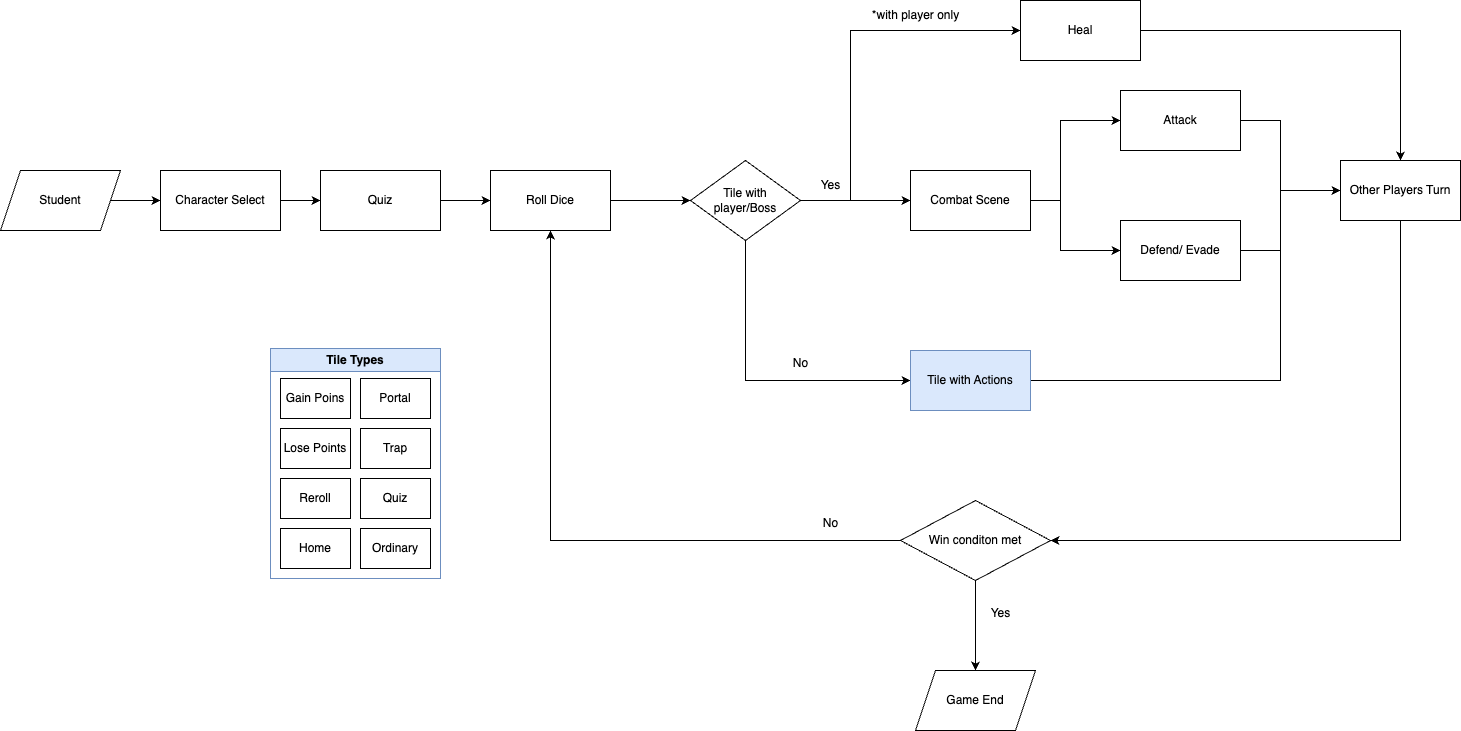 *with player only
Heal
Attack
Yes
Student
Character Select
Quiz
Roll Dice
Tile with
player/Boss
Combat Scene
Other Players Turn
Defend/ Evade
No
Tile with Actions
Tile Types
Gain Poins
Portal
Lose Points
Trap
Reroll
Quiz
Home
Ordinary
No
Win conditon met
Yes
Game End